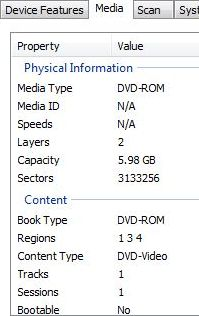 Device Features Media Scan Syst
Property Value
Physical Information
Media Type DVD-ROM
Media ID N/A
Speeds N/A
Layers 2
Capacity 5.98 GB
Sectors 3133256
Content
Book Type DVD-ROM
Regions 1 3 4
Content Type DVD-Video
Tracks 1
Sessions 1
Bootable No